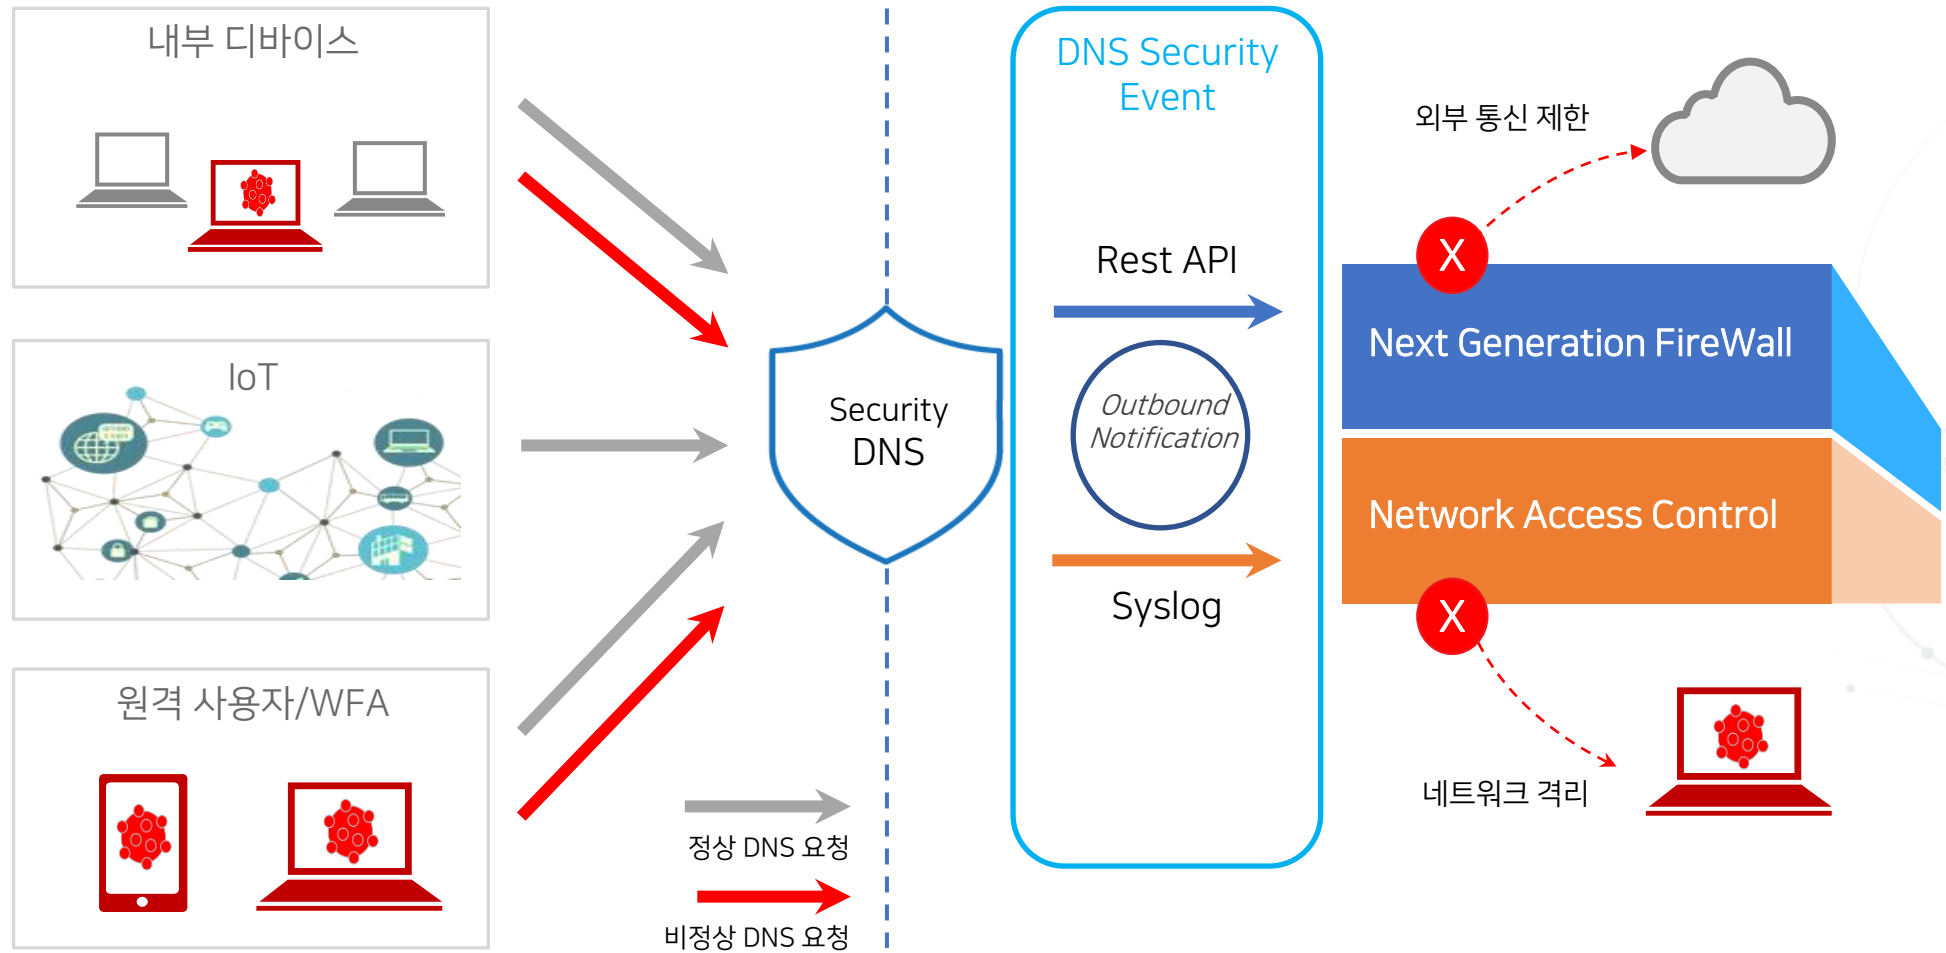 내부 디바이스
IoT
원격 사용자/WFA
정상 DNS 요청
비정상 DNS 요청
Security
DNS
DNS Security
Event
Rest API
Outbound
Notification
Syslog
외부 통신 제한
X
Next Generation FireWall
Network Access Control
X
네트워크 격리